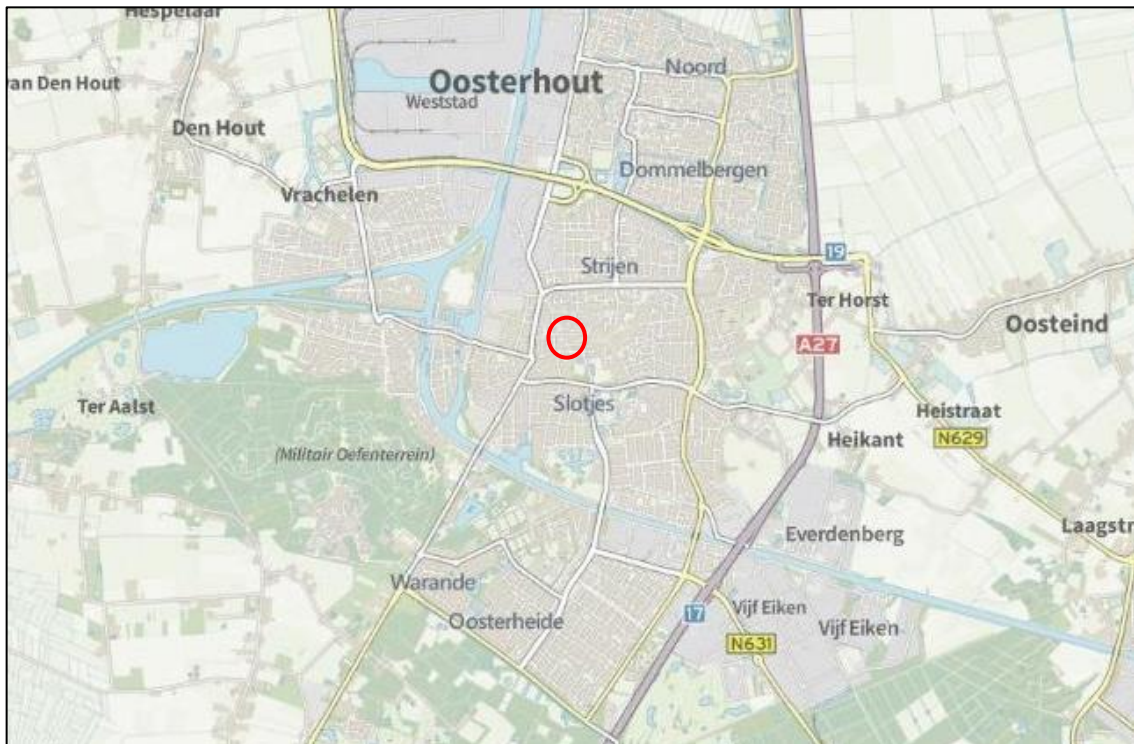 Hespelaar
Noord
van Den Hout
Oosterhout
Weststad
Den Hout
Dommelbergen
Vrachelen
19
Strijen
Ter Horst
Oosteind
A27
Ter Aalst
Slotjes
Heistraat
Heikant
N629
(Militair Oefenterrein)
Laagstr
Everdenberg
Warande
Oosterheide
17
Vijf Eiken
Vijf Eiken
N631